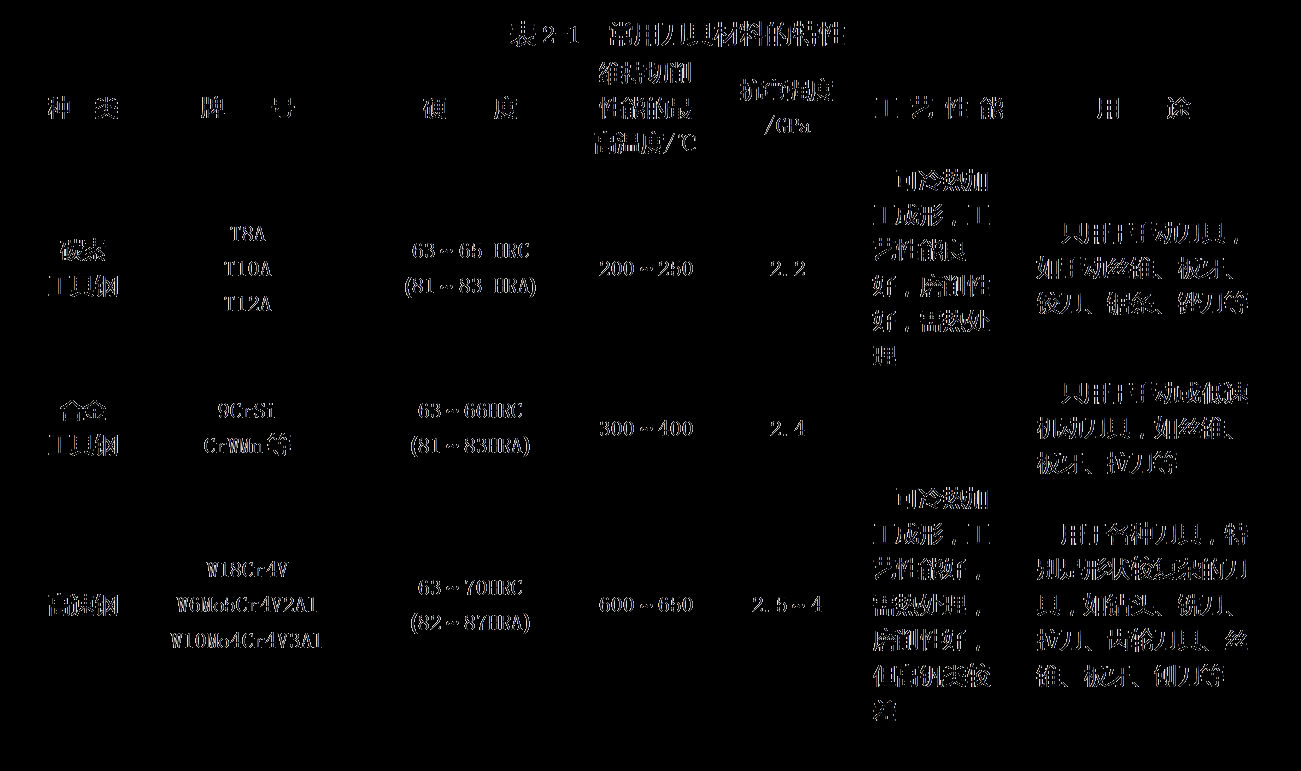 表2-1 常用刀具材料的特性
种 类 牌 号 硬 度 维持切削性能的最高温度/℃ 抗弯强度/GPa 工艺性能 用 途
碳素
工具钢
T8A
T10A
T12A
63～65 HRC
(81～83 HRA)
200～250
2.2
可冷热加
工成形，工
艺性能良
好，磨削性
好，需热处
理
只用于手动刀具，
如手动丝锥、板牙、
铰刀、锯条、锉刀等
合金
工具钢
9CrSi
CrWMn等
63～66HRC
(81～83HRA)
300～400
2.4
只用于手动或低速
机动刀具，如丝锥、
板牙、拉刀等
高速钢
W18Cr4V
W6Mo5Cr4V2Al
W10Mo4Cr4V3Al
63～70HRC
(82～87HRA)
600～650
2.5～4
可冷热加
工成形，工
艺性能好，
需热处理，
磨削性好，
但高钒类较
差
用于各种刀具，特
别是形状较复杂的刀
具，如钻头、铣刀、
拉刀、齿轮刀具、丝
锥、板牙、刨刀等